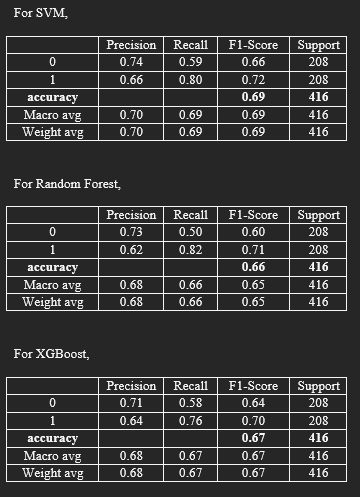 For SVM,
Precision Recall F1-Score Support
0 0.74 0.59 0.66 208
1 0.66 0.80 0.72 208
accuracy 0.69 416
Macro avg 0.70 0.69 0.69 416
Weight avg 0.70 0.69 0.69 416
For Random Forest,
Precision Recall F1-Score Support
0 0.73 0.50 0.60 208
1 0.62 0.82 0.71 208
accuracy 0.66 416
Macro avg 0.68 0.66 0.65 416
Weight avg 0.68 0.66 0.65 416
For XGBoost,
Precision Recall F1-Score Support
0 0.71 0.58 0.64 208
1 0.64 0.76 0.70 208
accuracy 0.67 416
Macro avg 0.68 0.67 0.67 416
Weight avg 0.68 0.67 0.67 416